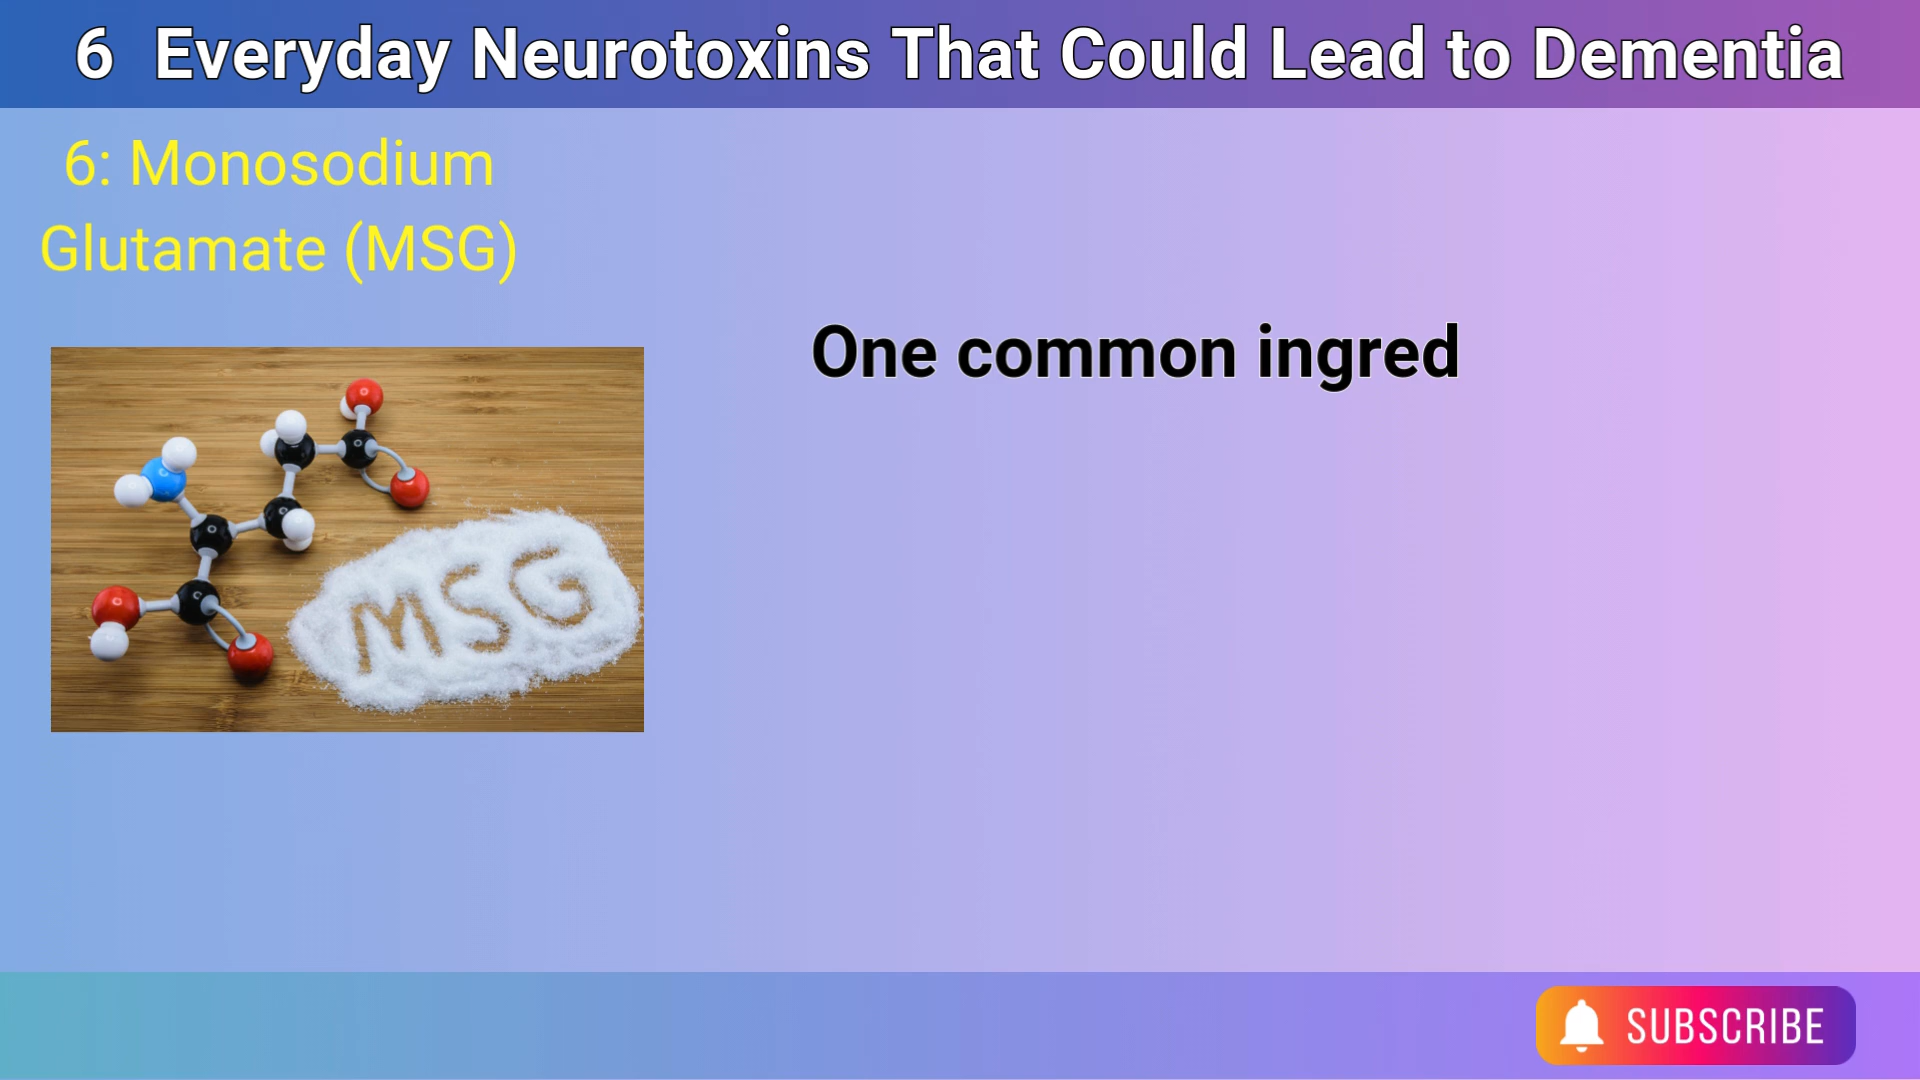 6 Everyday Neurotoxins That Could Lead to Dementia
6: Monosodium
Glutamate (MSG)
One common ingred
MSG
SUBSCRIBE